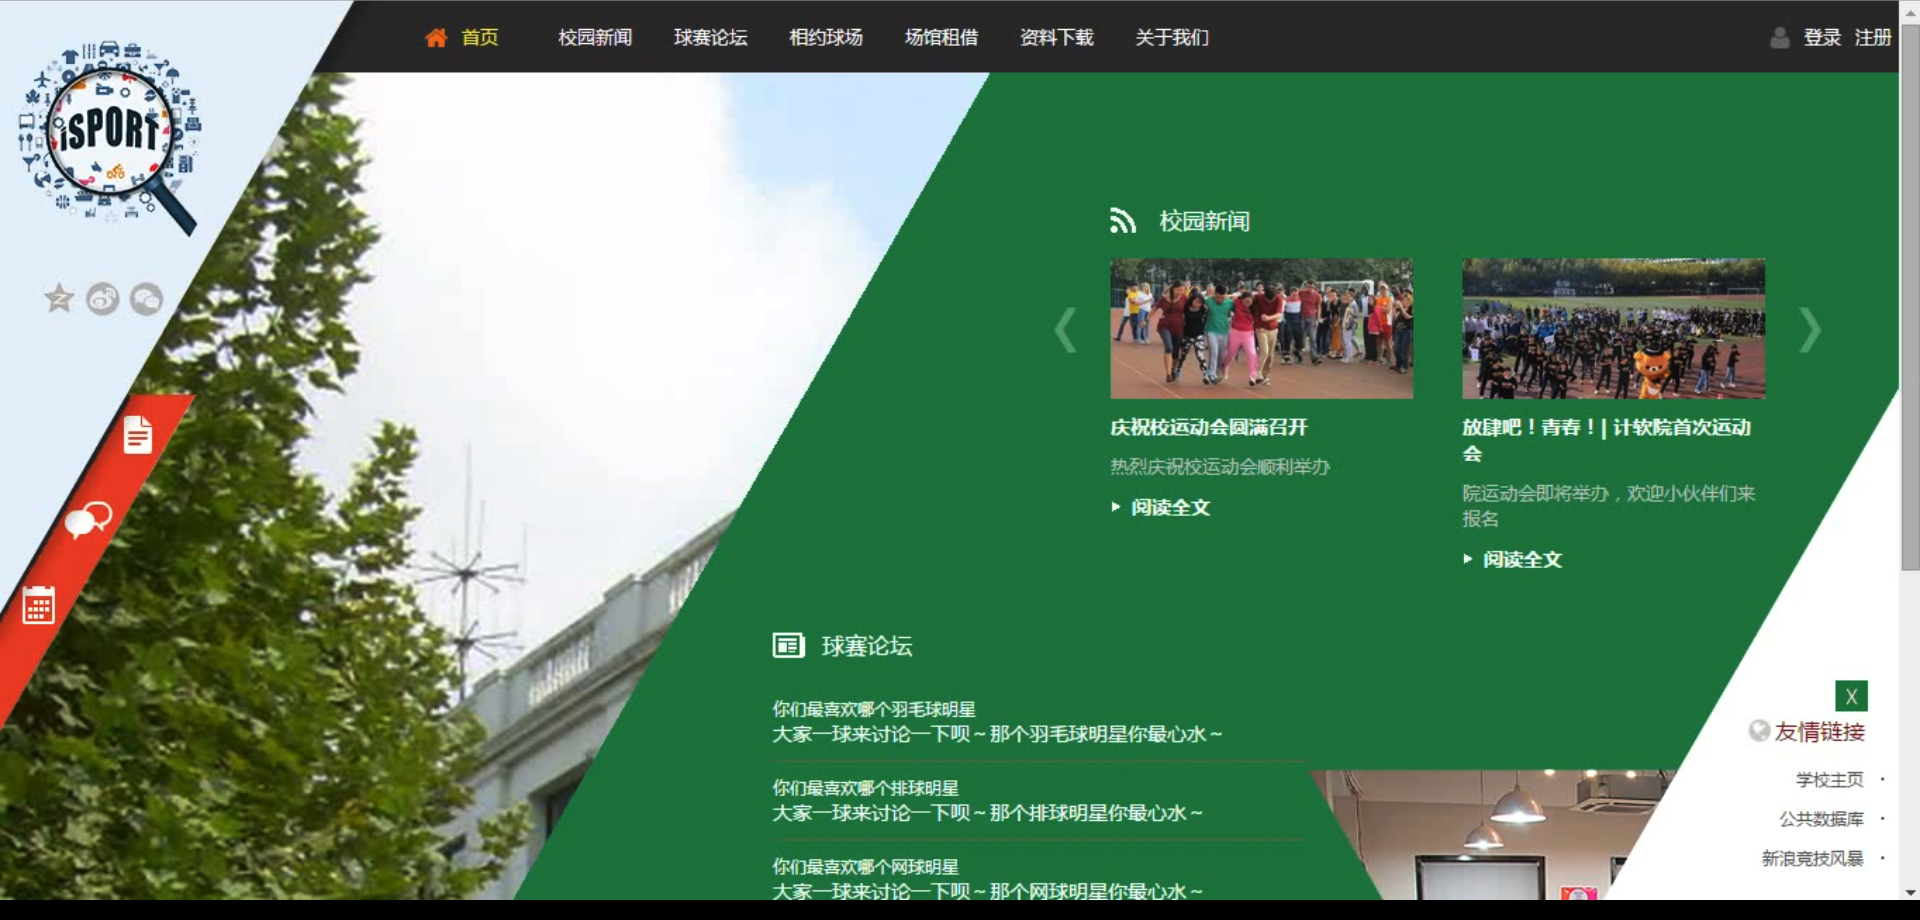 首页 校园新闻 球赛论坛 相约球场 场馆租借 资料下载 关于我们 登录 注册
iSPORT
校园新闻
庆祝校运动会圆满召开
热烈庆祝校运动会顺利举办
阅读全文
放肆吧！青春！| 计软院首次运动
会
院运动会即将举办，欢迎小伙伴们来
报名
阅读全文
球赛论坛
你们最喜欢哪个羽毛球明星
大家一球来讨论一下呗～那个羽毛球明星你最心水～
你们最喜欢哪个排球明星
大家一球来讨论一下呗～那个排球明星你最心水～
你们最喜欢哪个网球明星
大家一球来讨论一下呗～那个网球明星你最心水～
X
友情链接
学校主页
公共数据库
新浪竞技风暴